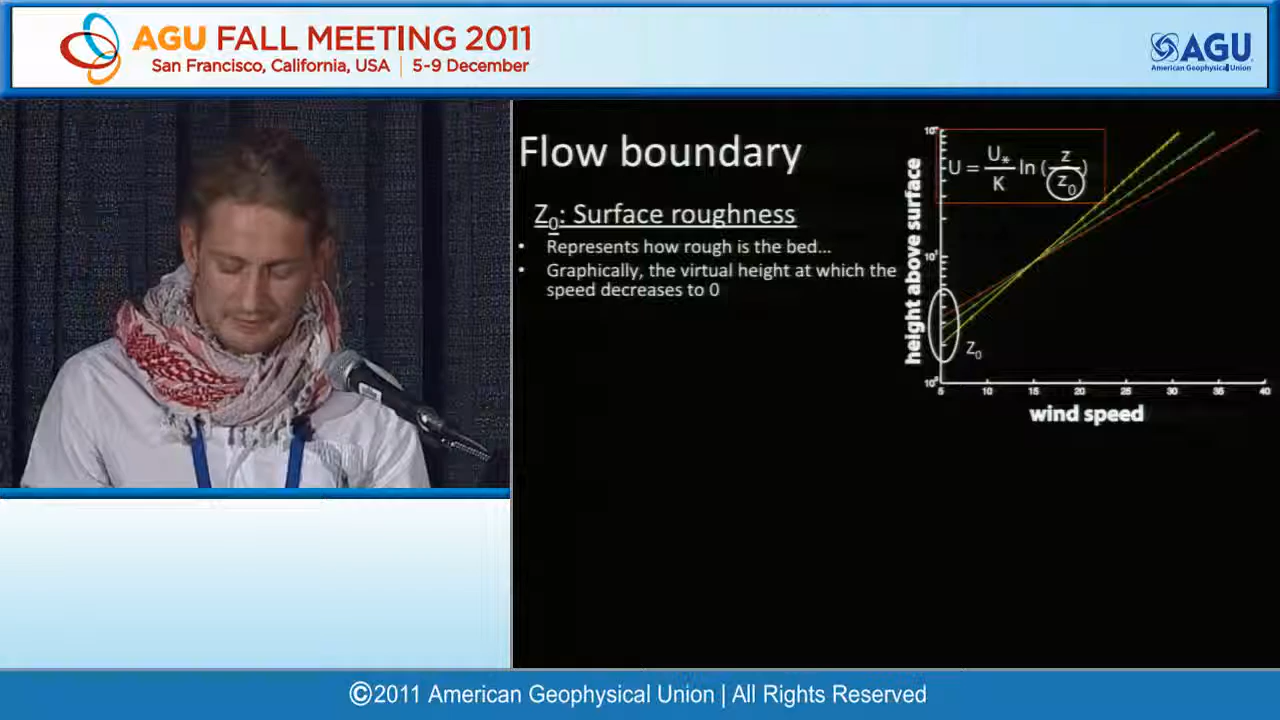 AGU FALL MEETING 2011
San Francisco, California, USA | 5-9 December
AGU
American Geophysical Union
Flow boundary
Z0: Surface roughness
• Represents how rough is the bed...
• Graphically, the virtual height at which the
speed decreases to 0
U = U* / K ln ( z / z0 )
height above surface
Z0
5 10 15 20 25 30 35 40
wind speed
©2011 American Geophysical Union | All Rights Reserved